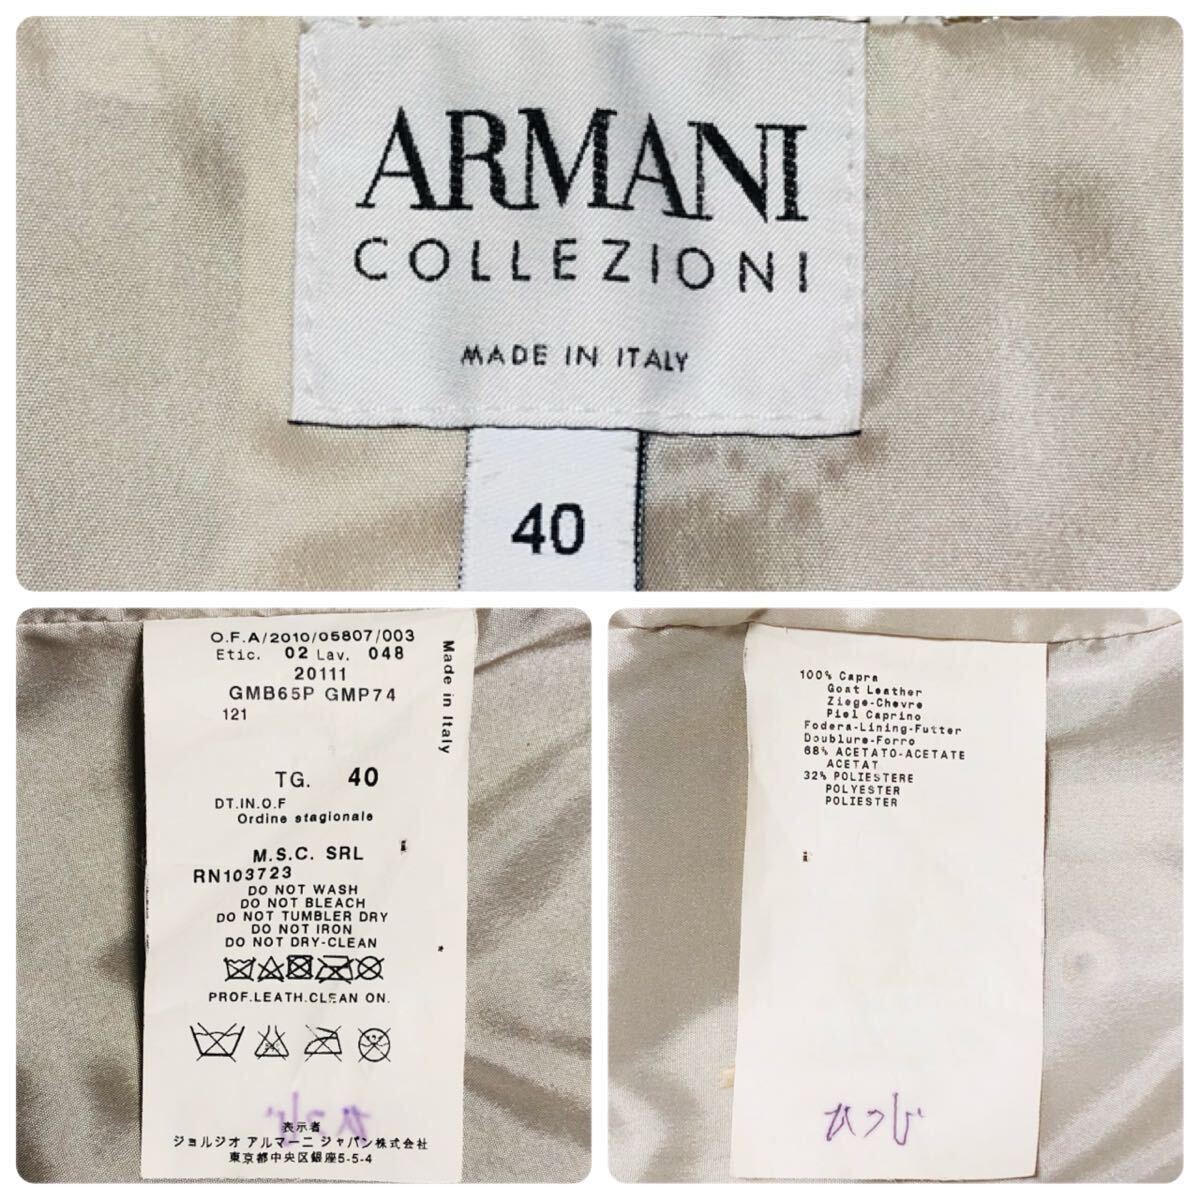 ARMANI
COLLEZIONI
MADE IN ITALY
40
O.F.A/2010/05807/003
Etic. 02 Lav. 048
20111
GMB65P GMP74
121
Made in Italy
TG. 40
DT.IN.O.F
Ordine stagionale
M.S.C. SRL
RN103723
DO NOT WASH
DO NOT BLEACH
DO NOT TUMBLER DRY
DO NOT IRON
DO NOT DRY-CLEAN
PROF.LEATH.CLEAN ON.
表示者
ジョルジオ アルマーニ ジャパン株式会社
東京都中央区銀座5-5-4
100% Capra
Goat Leather
Ziege-Chevre
Piel Caprino
Fodera-Lining-Futter
Doublure-Forro
68% ACETATO-ACETATE
ACETAT
32% POLIESTERE
POLYESTER
POLIESTER
ひつじ